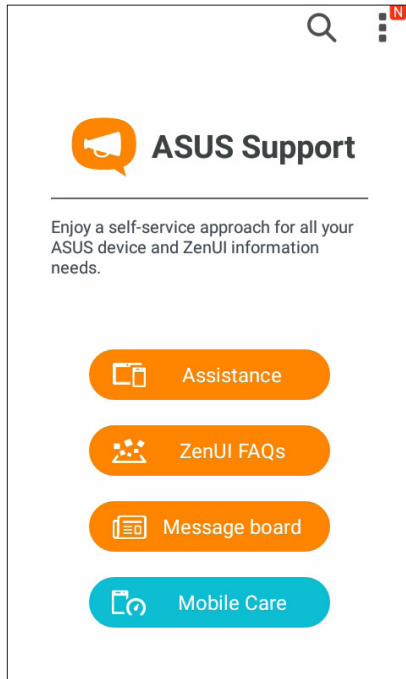 N
ASUS Support
Enjoy a self-service approach for all your
ASUS device and ZenUI information
needs.
Assistance
ZenUI FAQs
Message board
Mobile Care